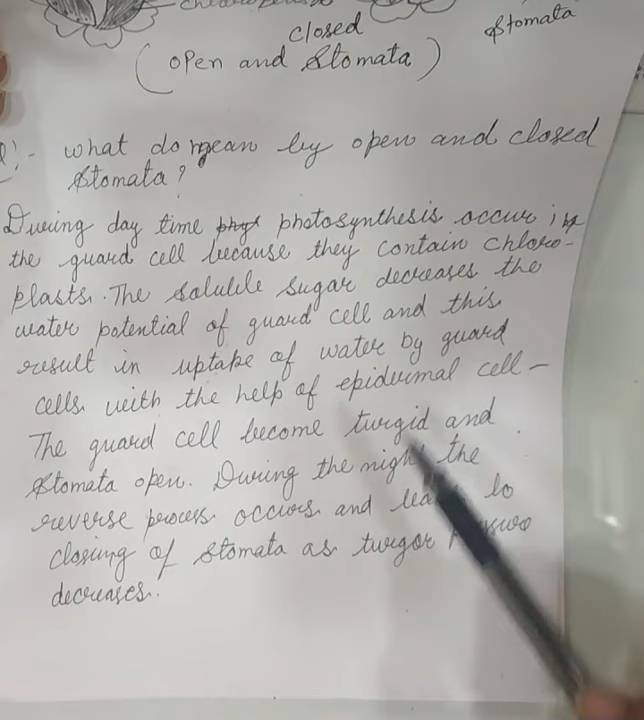 closed Stomata
(open and Stomata)
Q:- what do mean by open and closed
Stomata?
During day time photosynthesis occur in
the guard cell because they contain chloro-
plasts. The soluble sugar decreases the
water potential of guard cell and this
result in uptake of water by guard
cells with the help of epidermal cell-
The guard cell become turgid and
Stomata open. During the night the
reverse process occurs and to
closing of Stomata as turgor
decreases.